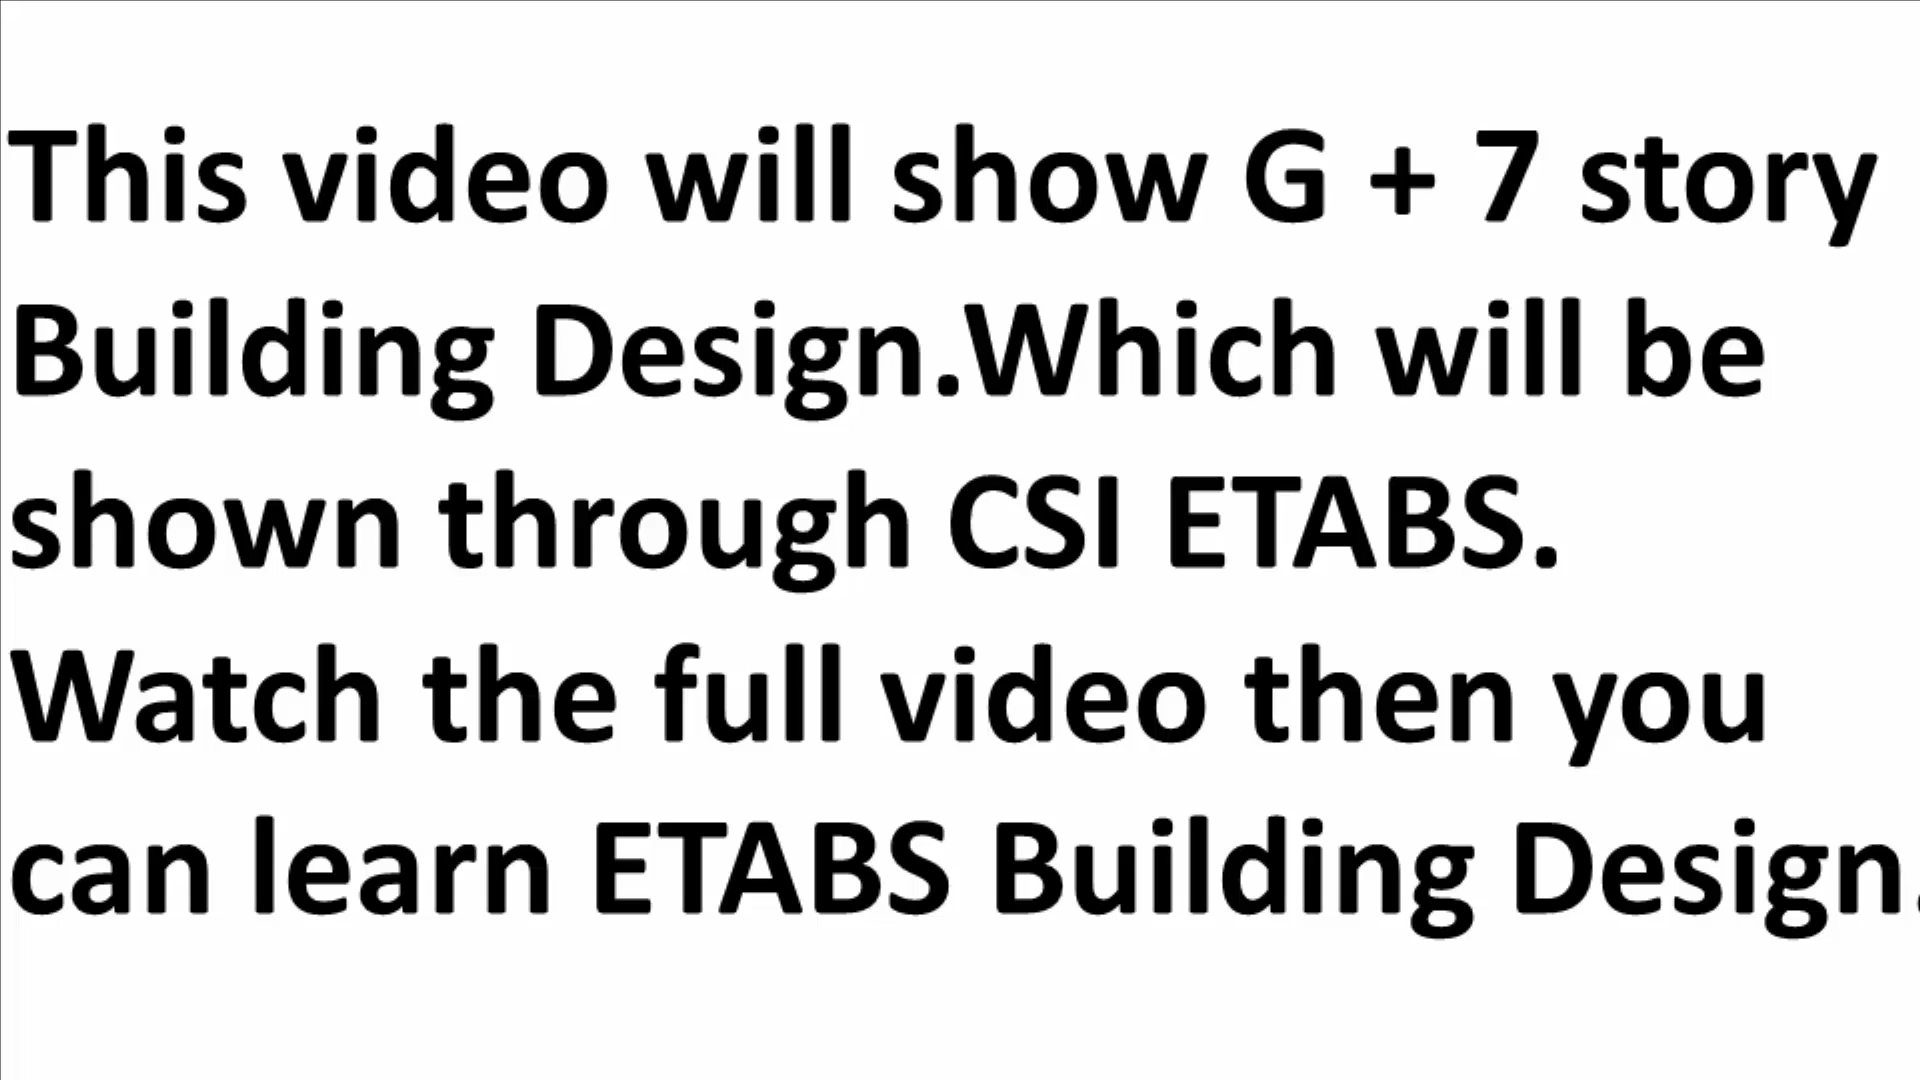 This video will show G + 7 story
Building Design.Which will be
shown through CSI ETABS.
Watch the full video then you
can learn ETABS Building Design.